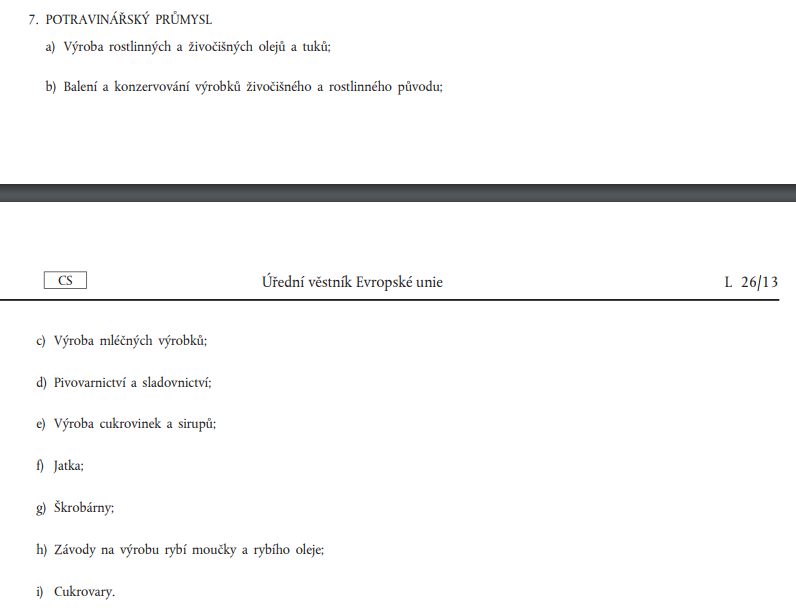 7. POTRAVINÁŘSKÝ PRŮMYSL
a) Výroba rostlinných a živočišných olejů a tuků;
b) Balení a konzervování výrobků živočišného a rostlinného původu;
CS Úřední věstník Evropské unie L 26/13
c) Výroba mléčných výrobků;
d) Pivovarnictví a sladovnictví;
e) Výroba cukrovinek a sirupů;
f) Jatka;
g) Škrobárny;
h) Závody na výrobu rybí moučky a rybího oleje;
i) Cukrovary.